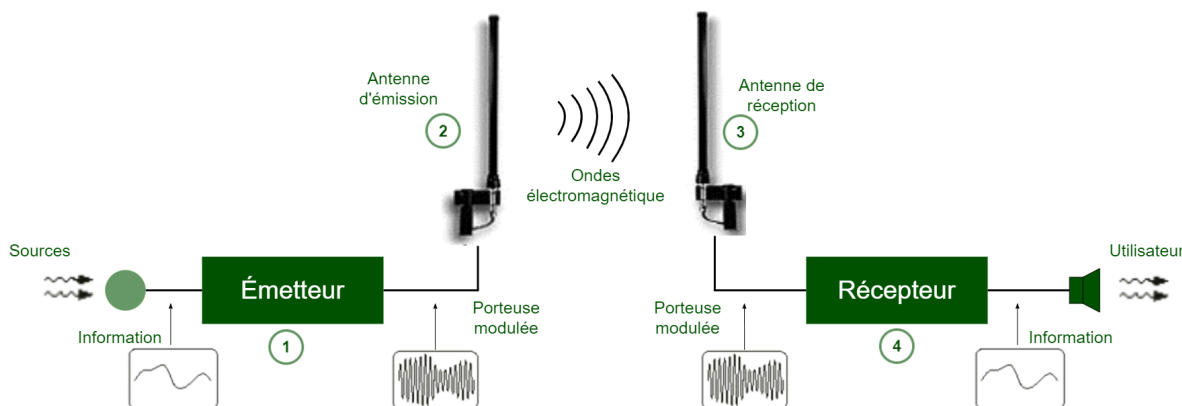 Antenne
d'émission
2
Antenne de
réception
3
Ondes
électromagnétique
Sources
Émetteur
1
Information
Porteuse
modulée
Porteuse
modulée
Récepteur
4
Information
Utilisateur